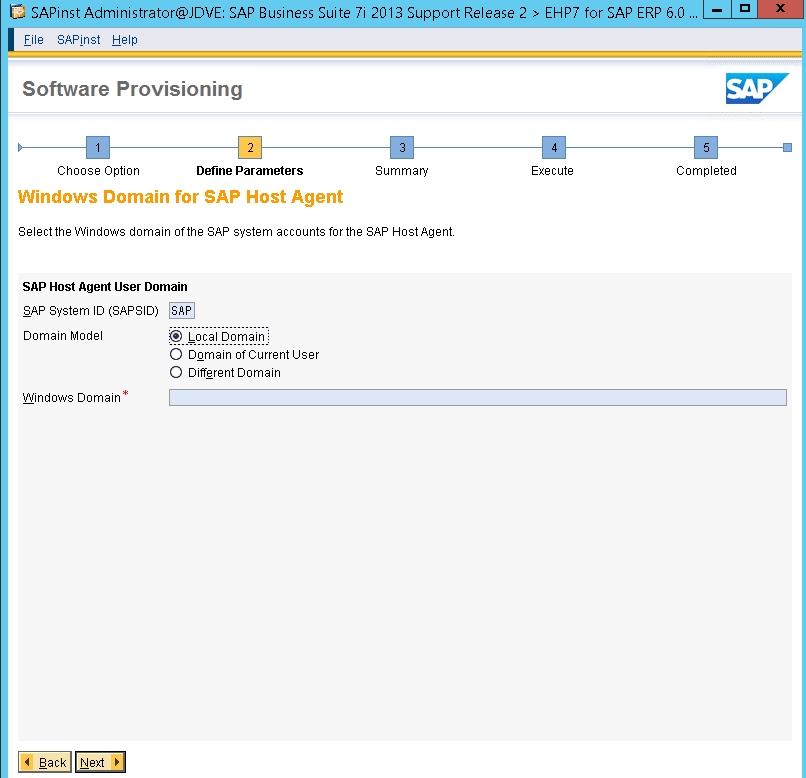 SAPinst Administrator@JDVE: SAP Business Suite 7i 2013 Support Release 2 > EHP7 for SAP ERP 6.0 ...
File SAPinst Help
Software Provisioning
SAP
1 2 3 4 5
Choose Option Define Parameters Summary Execute Completed
Windows Domain for SAP Host Agent
Select the Windows domain of the SAP system accounts for the SAP Host Agent.
SAP Host Agent User Domain
SAP System ID (SAPSID) SAP
Domain Model Local Domain
Domain of Current User
Different Domain
Windows Domain *
Back Next